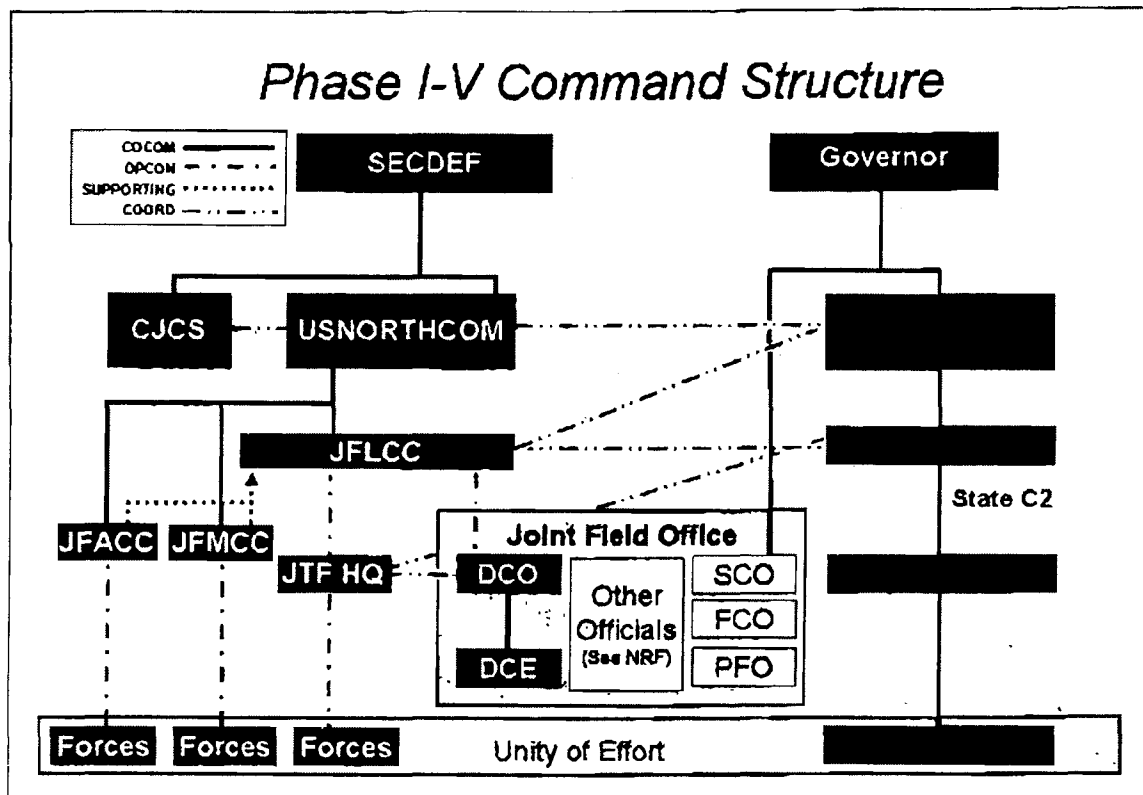 Phase I-V Command Structure
COCOM
OPCON
SUPPORTING
COORD
SECDEF
Governor
CJCS
USNORTHCOM
JFLCC
State C2
JFACC
JFMCC
JTF HQ
Joint Field Office
DCO
DCE
Other
Officials
(See NRF)
SCO
FCO
PFO
Forces
Forces
Forces
Unity of Effort